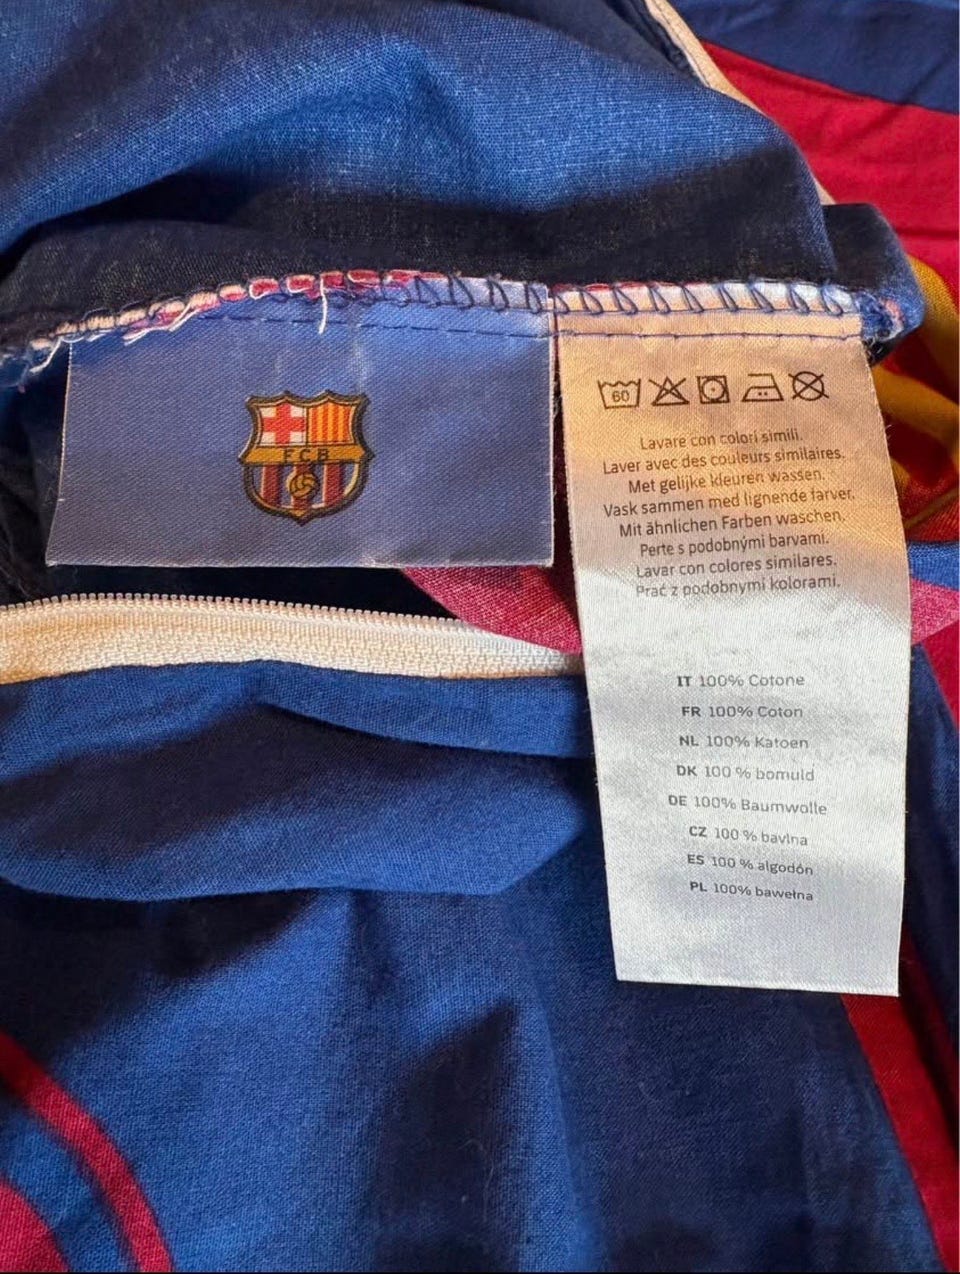 FCB
60
Lavare con colori simili.
Laver avec des couleurs similaires.
Met gelijke kleuren wassen.
Vask sammen med lignende farver.
Mit ähnlichen Farben waschen.
Perte s podobnými barvami.
Lavar con colores similares.
Prać z podobnymi kolorami.
IT 100% Cotone
FR 100% Coton
NL 100% Katoen
DK 100 % bomuld
DE 100% Baumwolle
CZ 100 % bavlna
ES 100 % algodón
PL 100% bawełna